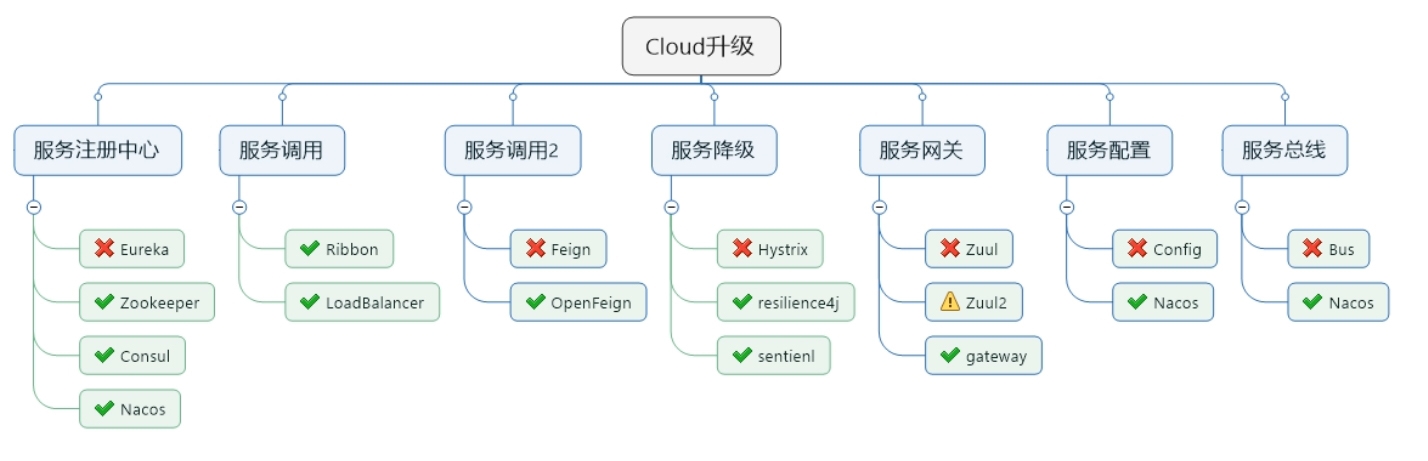 Cloud升级
服务注册中心
服务调用
服务调用2
服务降级
服务网关
服务配置
服务总线
Eureka
Zookeeper
Consul
Nacos
Ribbon
LoadBalancer
Feign
OpenFeign
Hystrix
resilience4j
sentienl
Zuul
Zuul2
gateway
Config
Nacos
Bus
Nacos